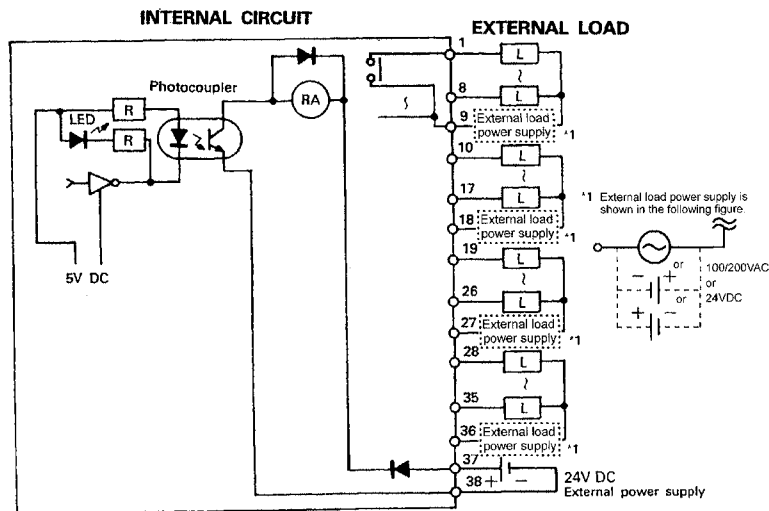 INTERNAL CIRCUIT
EXTERNAL LOAD
Photocoupler
LED
R
R
RA
5V DC
1
L
8
L
9
External load
power supply
*1
10
L
17
L
18
External load
power supply
*1
19
L
26
L
27
External load
power supply
*1
28
L
35
L
36
External load
power supply
*1
37
38
+
−
24V DC
External power supply
*1 External load power supply is
shown in the following figure.
− + or
+ − or
100/200VAC
or
24VDC